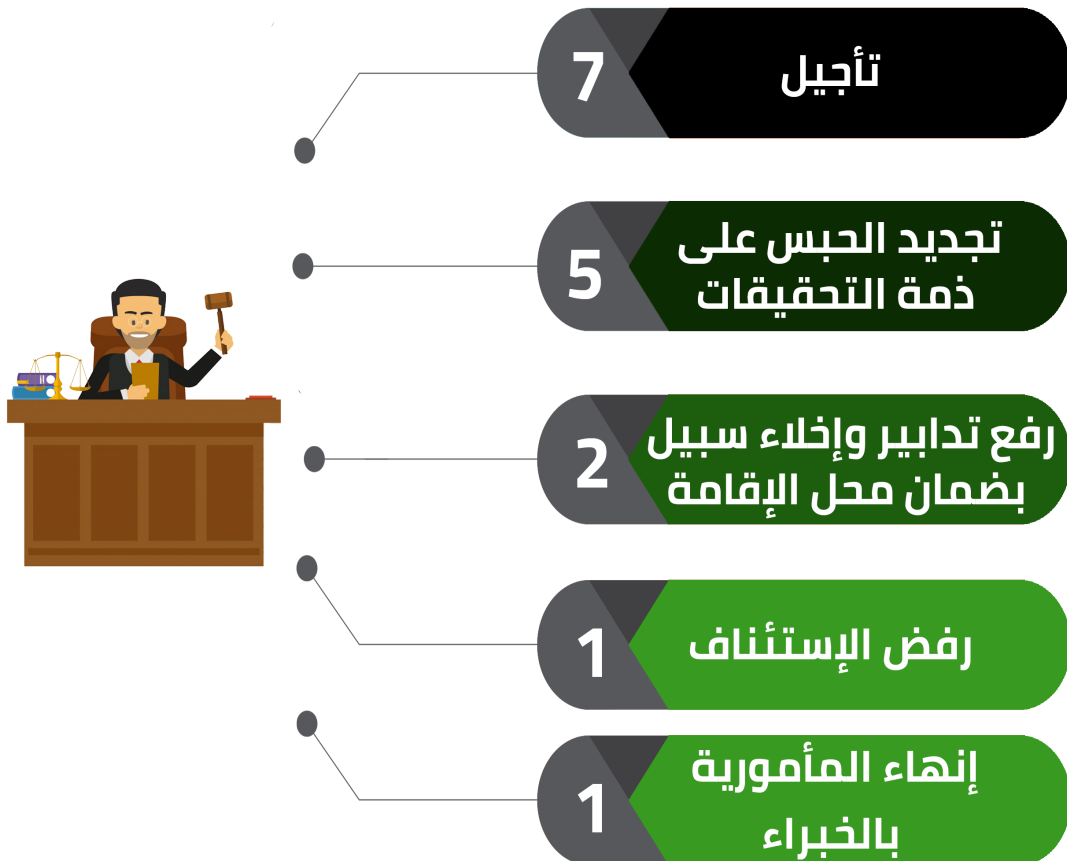 7
تأجيل
5
تجديد الحبس على
ذمة التحقيقات
2
رفع تدابير وإخلاء سبيل
بضمان محل الإقامة
1
رفض الإستئناف
1
إنهاء المأمورية
بالخبراء